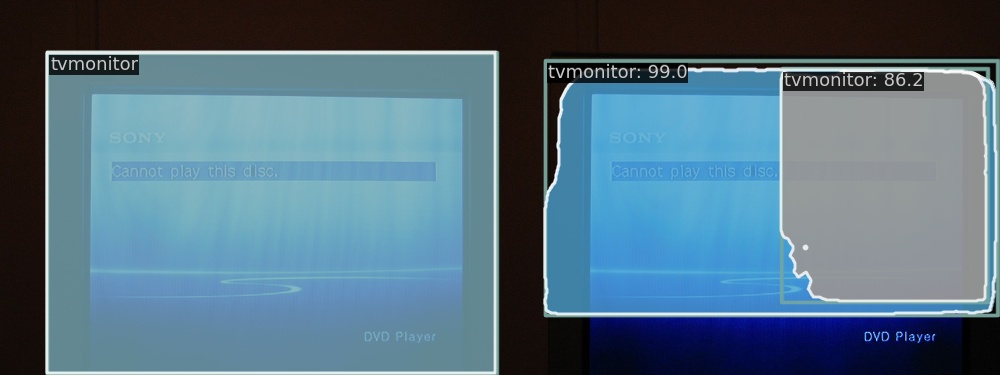 tvmonitor
SONY
Cannot play this disc.
DVD Player
tvmonitor: 99.0
tvmonitor: 86.2
SONY
Cannot play this disc.
DVD Player